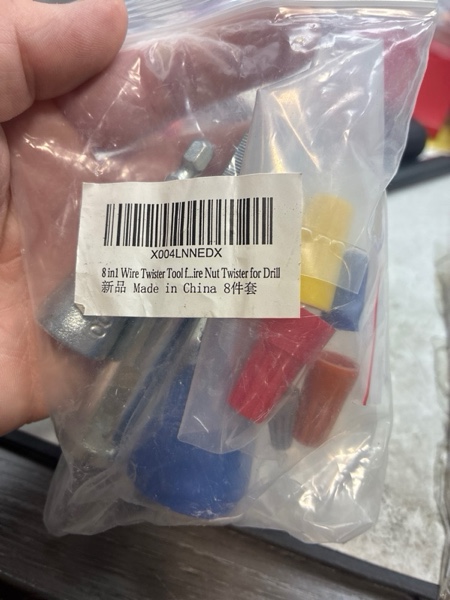 X004LNNEDX
8 in1 Wire Twister Tool f...ire Nut Twister for Drill
新品 Made in China 8件套